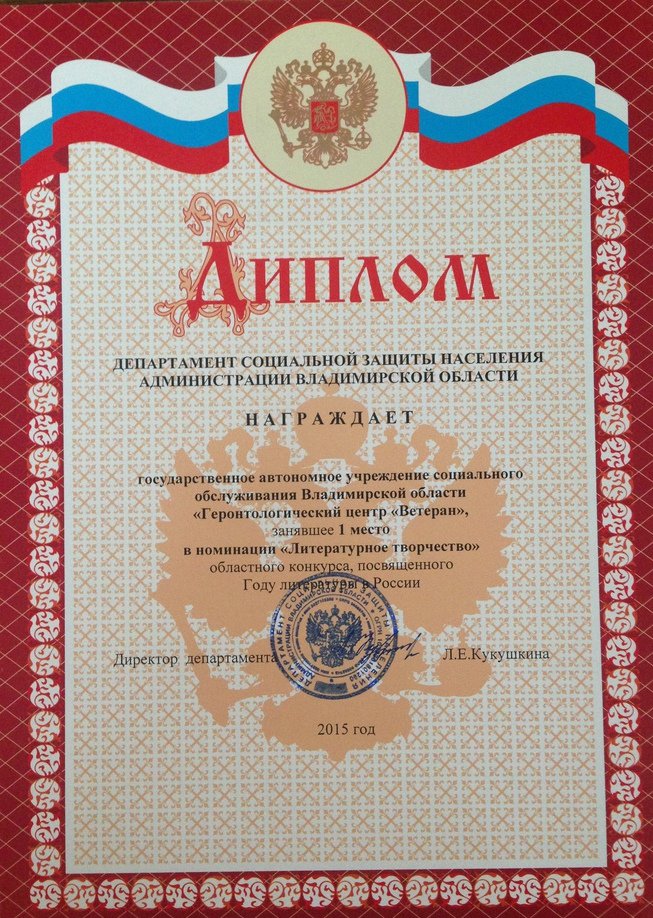 Диплом
ДЕПАРТАМЕНТ СОЦИАЛЬНОЙ ЗАЩИТЫ НАСЕЛЕНИЯ
АДМИНИСТРАЦИИ ВЛАДИМИРСКОЙ ОБЛАСТИ
НАГРАЖДАЕТ
государственное автономное учреждение социального
обслуживания Владимирской области
«Геронтологический центр «Ветеран»,
занявшее 1 место
в номинации «Литературное творчество»
областного конкурса, посвященного
Году литературы в России
Директор департамента
Л.Е.Кукушкина
2015 год